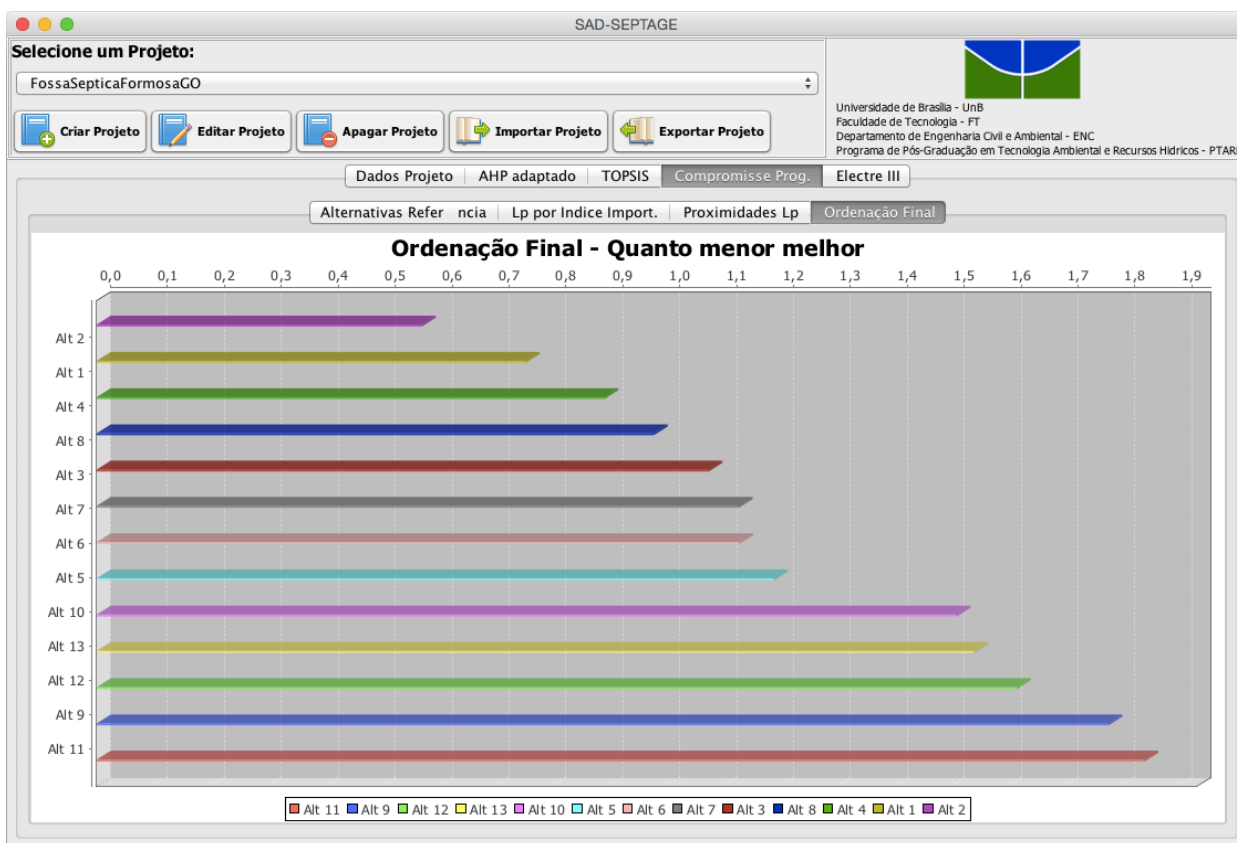 SAD-SEPTAGE
Selecione um Projeto:
FossaSepticaFormosaGO
Criar Projeto Editar Projeto Apagar Projeto Importar Projeto Exportar Projeto
Universidade de Brasília - UnB
Faculdade de Tecnologia - FT
Departamento de Engenharia Civil e Ambiental - ENC
Programa de Pós-Graduação em Tecnologia Ambiental e Recursos Hídricos - PTAR
Dados Projeto AHP adaptado TOPSIS Compromisse Prog. Electre III
Alternativas Refer ncia Lp por Indice Import. Proximidades Lp Ordenação Final
Ordenação Final - Quanto menor melhor
0,0 0,1 0,2 0,3 0,4 0,5 0,6 0,7 0,8 0,9 1,0 1,1 1,2 1,3 1,4 1,5 1,6 1,7 1,8 1,9
Alt 2
Alt 1
Alt 4
Alt 8
Alt 3
Alt 7
Alt 6
Alt 5
Alt 10
Alt 13
Alt 12
Alt 9
Alt 11
Alt 11 Alt 9 Alt 12 Alt 13 Alt 10 Alt 5 Alt 6 Alt 7 Alt 3 Alt 8 Alt 4 Alt 1 Alt 2